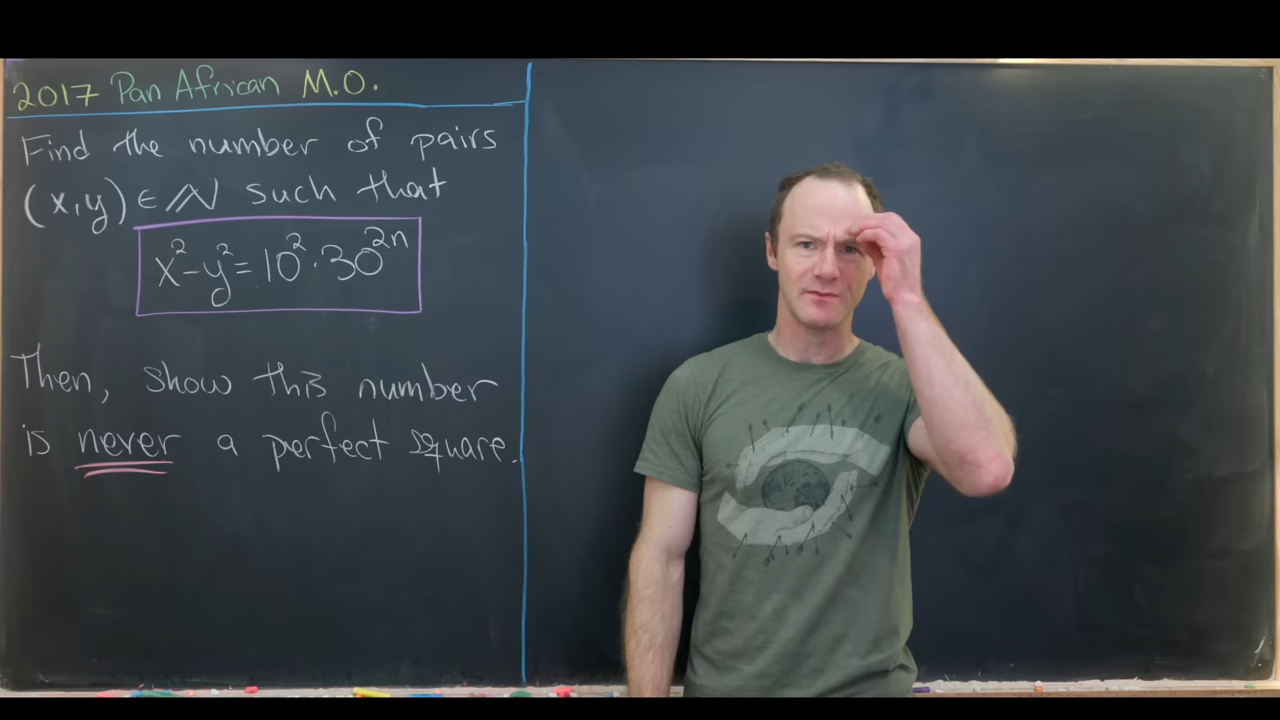 2017 Pan African M.O.
Find the number of pairs
(x,y) ∈ ℕ such that
x²-y²=10²·30²ⁿ
Then, show this number
is never a perfect square.